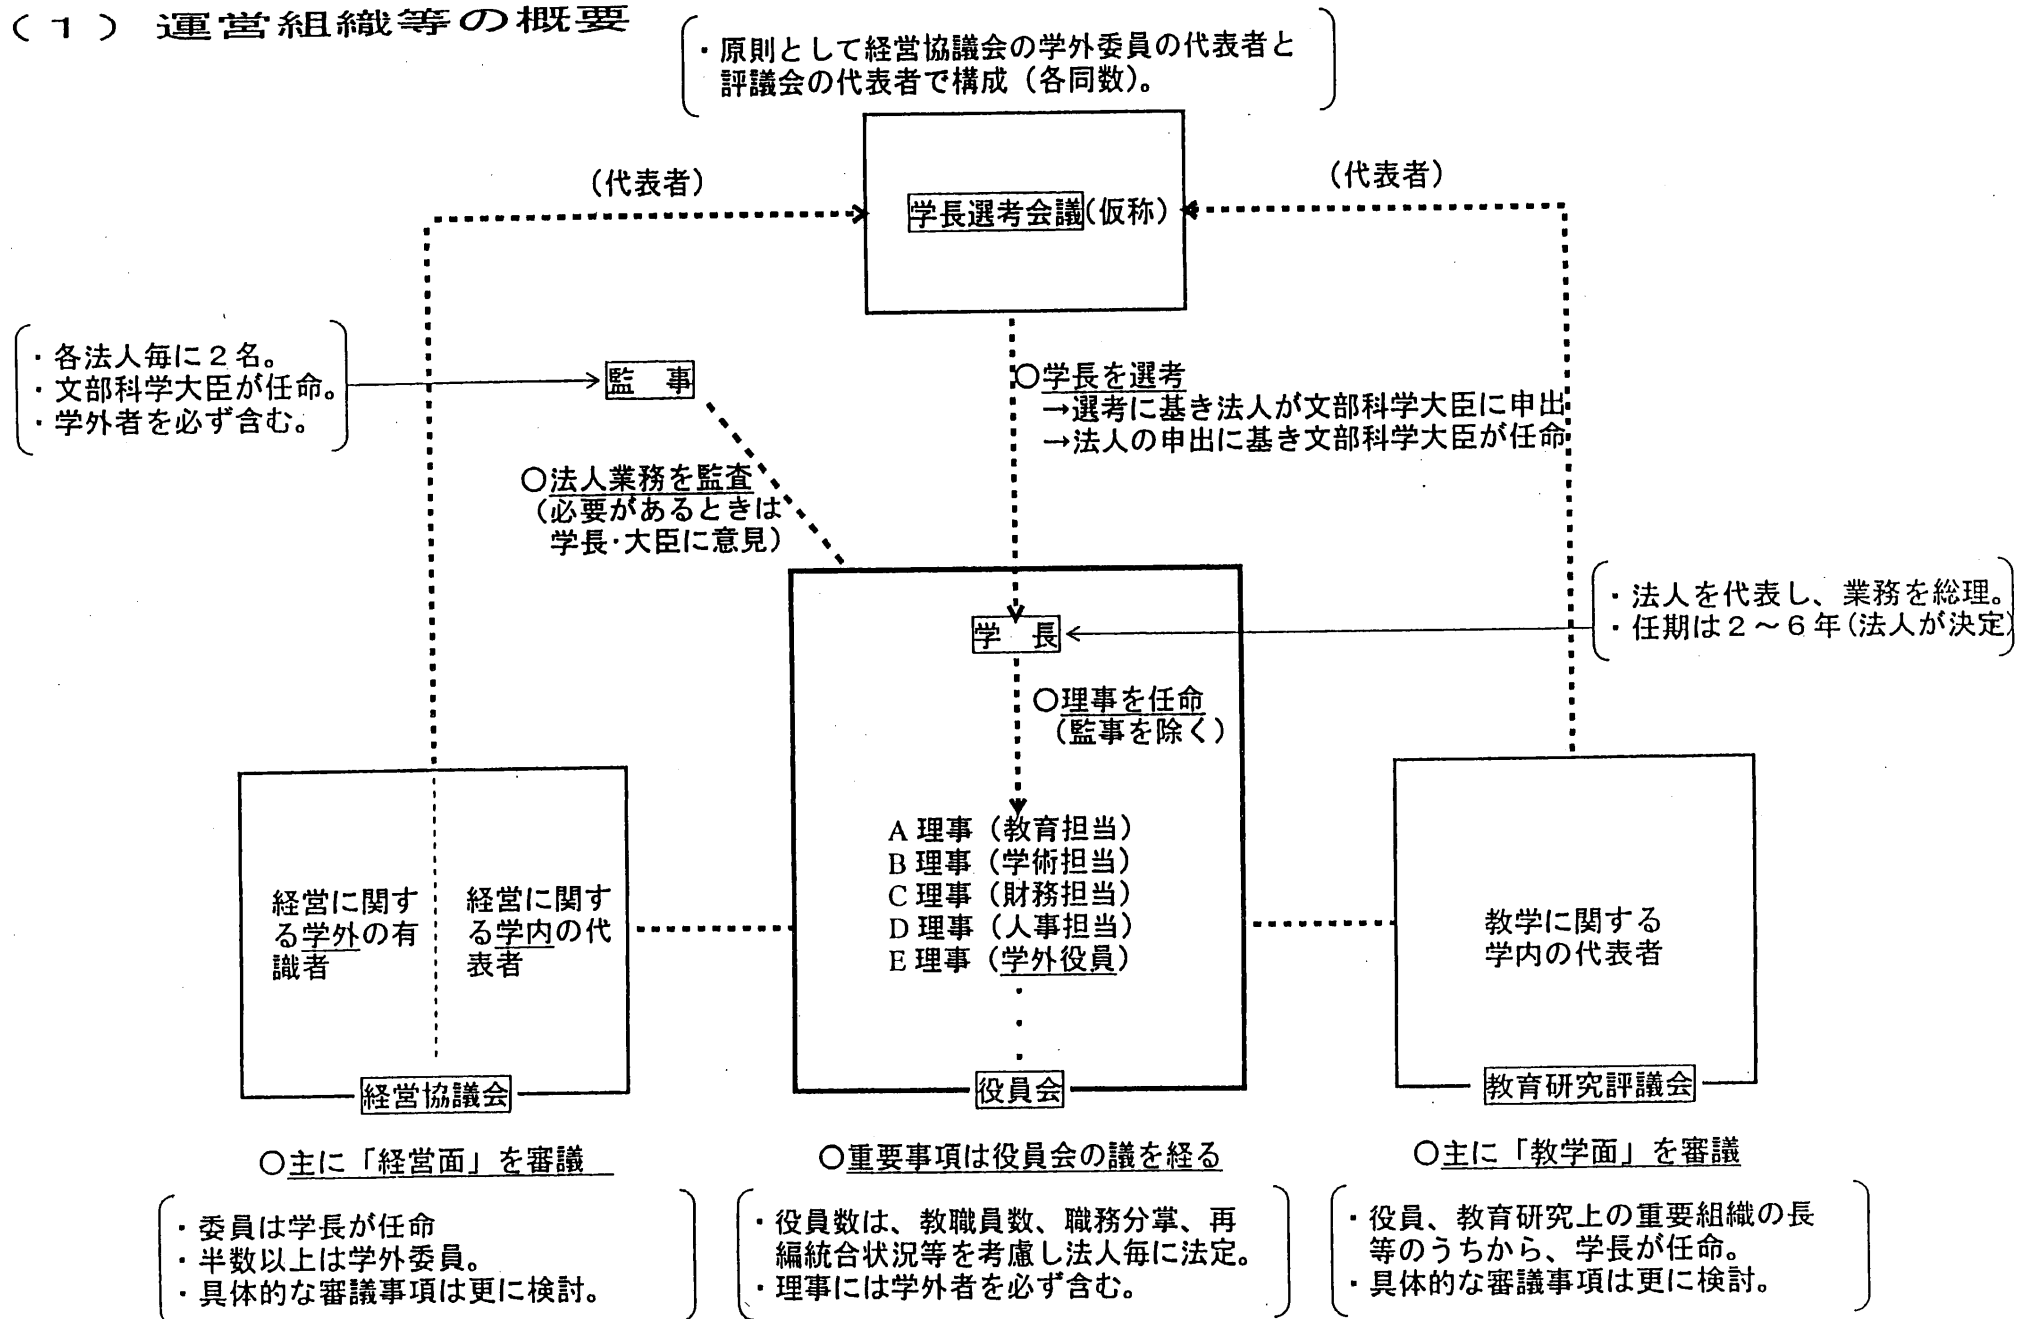 （１）運営組織等の概要
・原則として経営協議会の学外委員の代表者と
評議会の代表者で構成（各同数）。
（代表者）
（代表者）
学長選考会議（仮称）
・各法人毎に２名。
・文部科学大臣が任命。
・学外者を必ず含む。
監　事
○学長を選考
→選考に基き法人が文部科学大臣に申出
→法人の申出に基き文部科学大臣が任命
○法人業務を監査
（必要があるときは
学長・大臣に意見）
・法人を代表し、業務を総理。
・任期は２～６年（法人が決定）
学　長
○理事を任命
（監事を除く）
A 理事（教育担当）
B 理事（学術担当）
C 理事（財務担当）
D 理事（人事担当）
E 理事（学外役員）
経営に関す
る学外の有
識者
経営に関す
る学内の代
表者
教学に関する
学内の代表者
経営協議会
役員会
教育研究評議会
○主に「経営面」を審議
・委員は学長が任命
・半数以上は学外委員。
・具体的な審議事項は更に検討。
○重要事項は役員会の議を経る
・役員数は、教職員数、職務分掌、再
編統合状況等を考慮し法人毎に法定。
・理事には学外者を必ず含む。
○主に「教学面」を審議
・役員、教育研究上の重要組織の長
等のうちから、学長が任命。
・具体的な審議事項は更に検討。